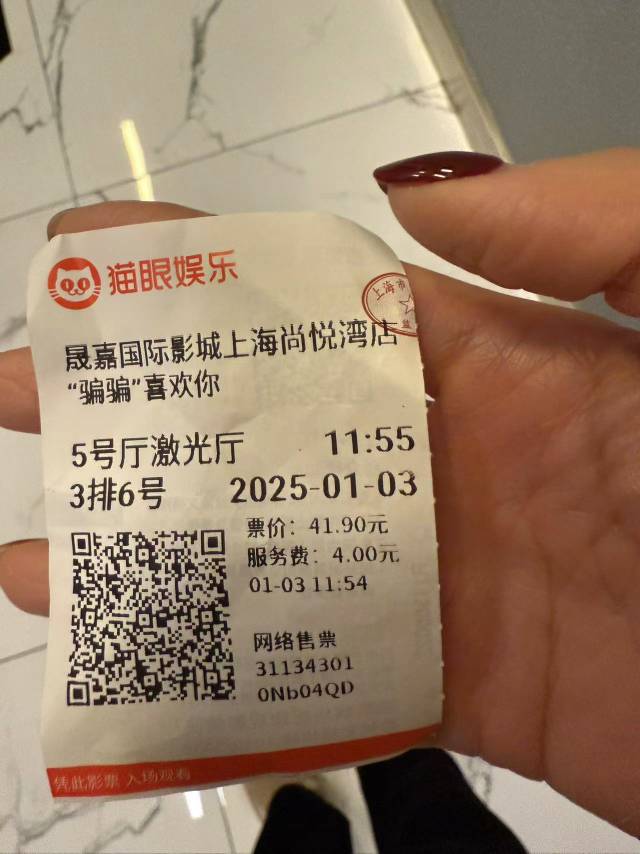 猫眼娱乐
上海市
晟嘉国际影城上海尚悦湾店
“骗骗”喜欢你
5号厅激光厅 11:55
3排6号 2025-01-03
票价：41.90元
服务费：4.00元
01-03 11:54
网络售票
31134301
0Nb04QD
凭此影票 入场观看